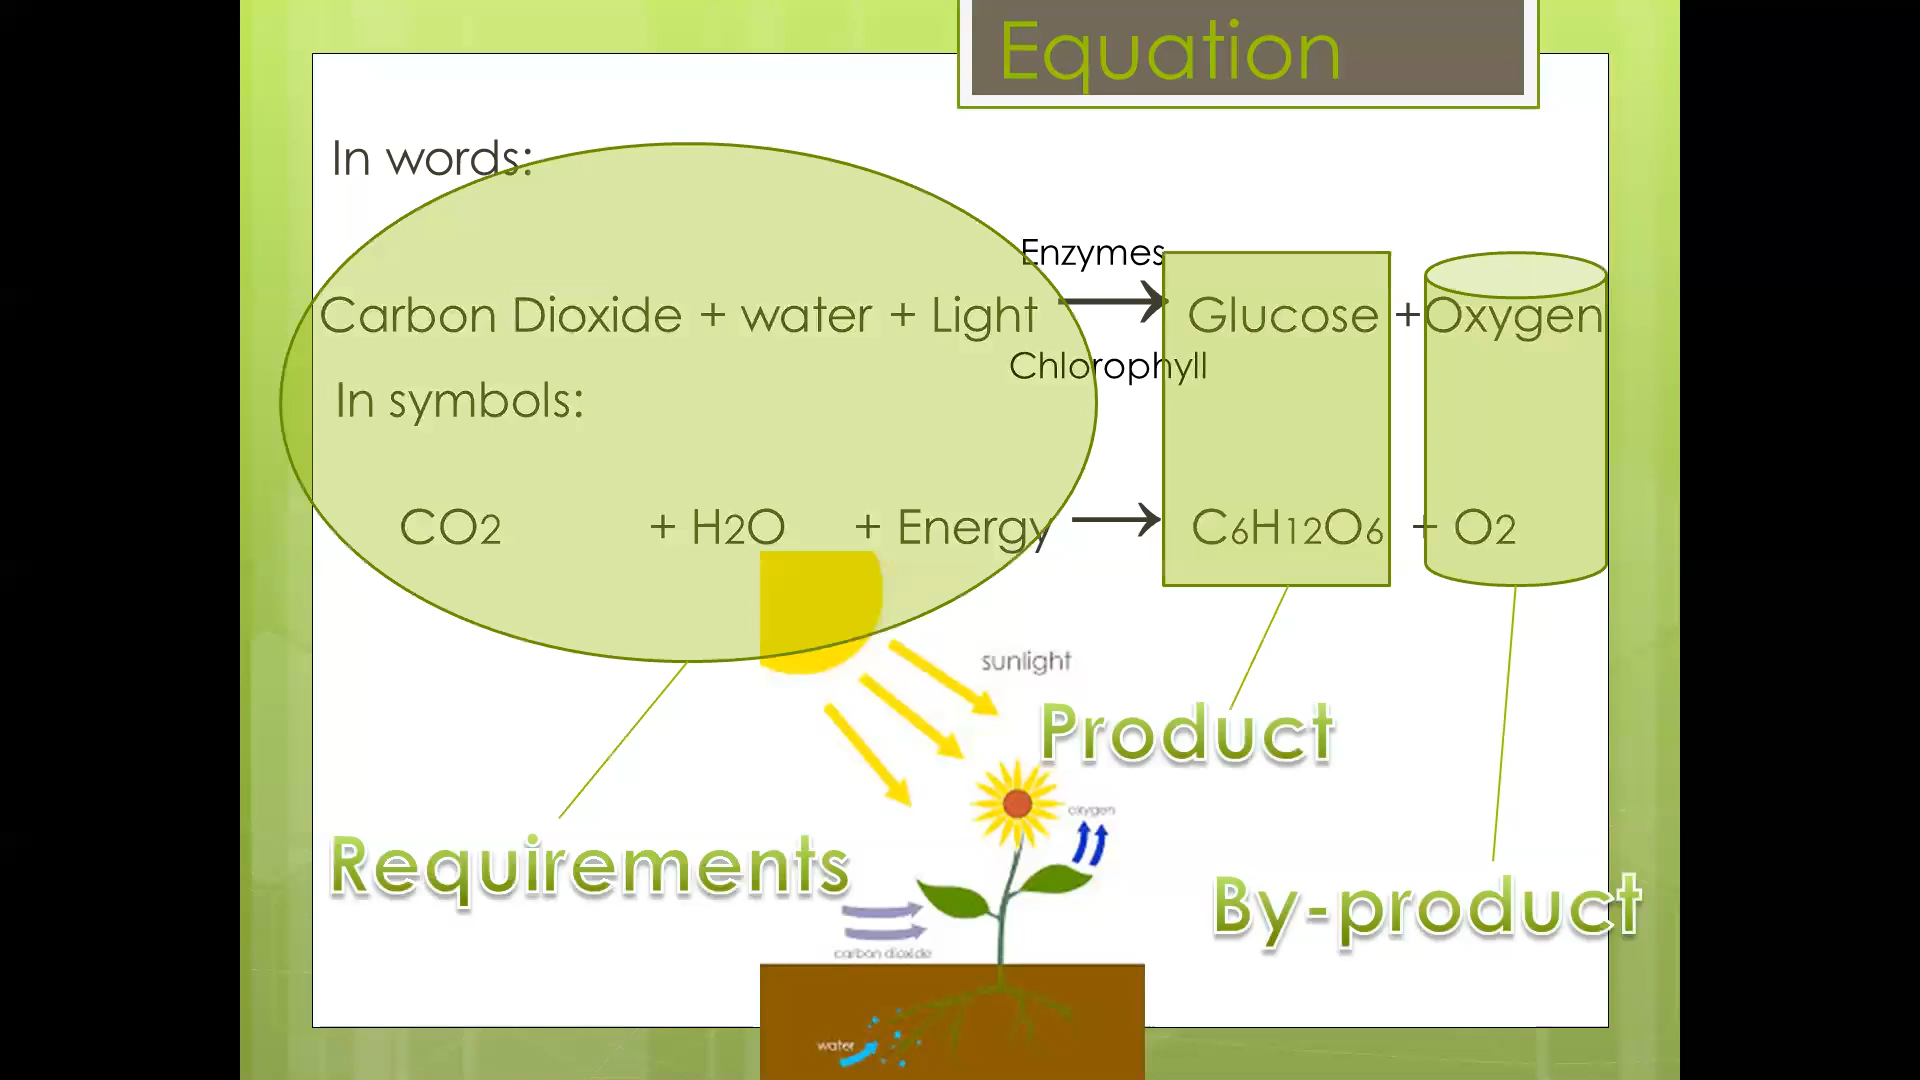 Equation
In words:
Enzymes
Carbon Dioxide + water + Light → Glucose + Oxygen
Chlorophyll
In symbols:
CO2 + H2O + Energy → C6H12O6 + O2
sunlight
Product
oxygen
Requirements
By-product
carbon dioxide
water